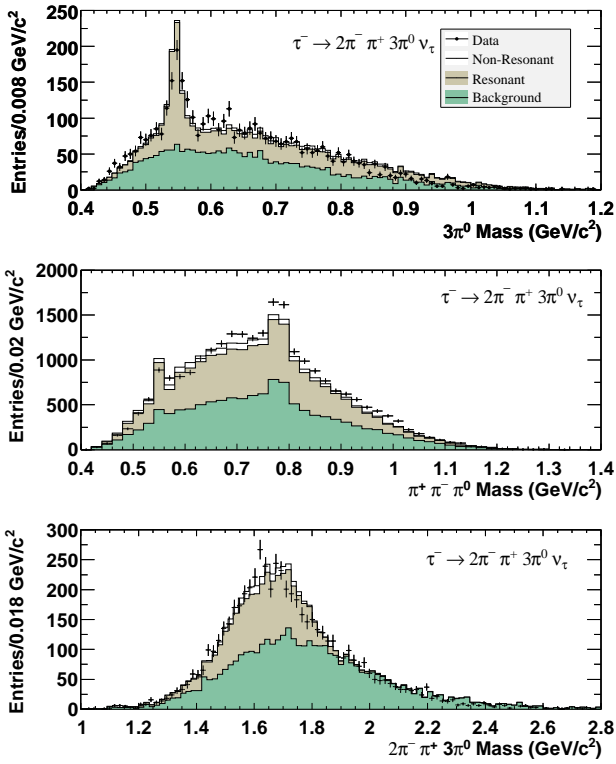 Entries/0.008 GeV/c²
250
200
150
100
50
0
τ⁻ → 2π⁻ π⁺ 3π⁰ ν_τ
Data
Non-Resonant
Resonant
Background
0.4 0.5 0.6 0.7 0.8 0.9 1 1.1 1.2
3π⁰ Mass (GeV/c²)
Entries/0.02 GeV/c²
2000
1500
1000
500
0
τ⁻ → 2π⁻ π⁺ 3π⁰ ν_τ
0.4 0.5 0.6 0.7 0.8 0.9 1 1.1 1.2 1.3 1.4
π⁺ π⁻ π⁰ Mass (GeV/c²)
Entries/0.018 GeV/c²
300
250
200
150
100
50
0
τ⁻ → 2π⁻ π⁺ 3π⁰ ν_τ
1 1.2 1.4 1.6 1.8 2 2.2 2.4 2.6 2.8
2π⁻ π⁺ 3π⁰ Mass (GeV/c²)